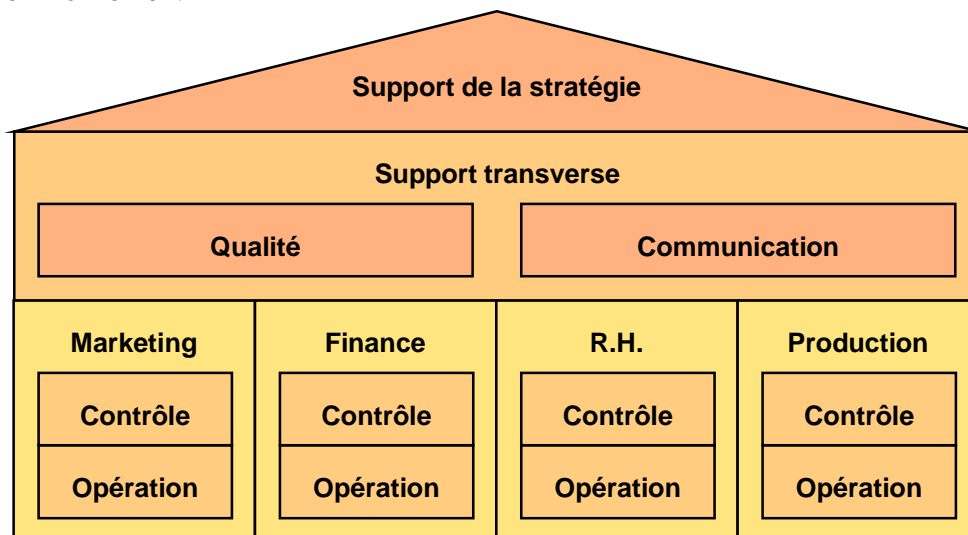 Support de la stratégie
Support transverse
Qualité Communication
Marketing Finance R.H. Production
Contrôle Contrôle Contrôle Contrôle
Opération Opération Opération Opération